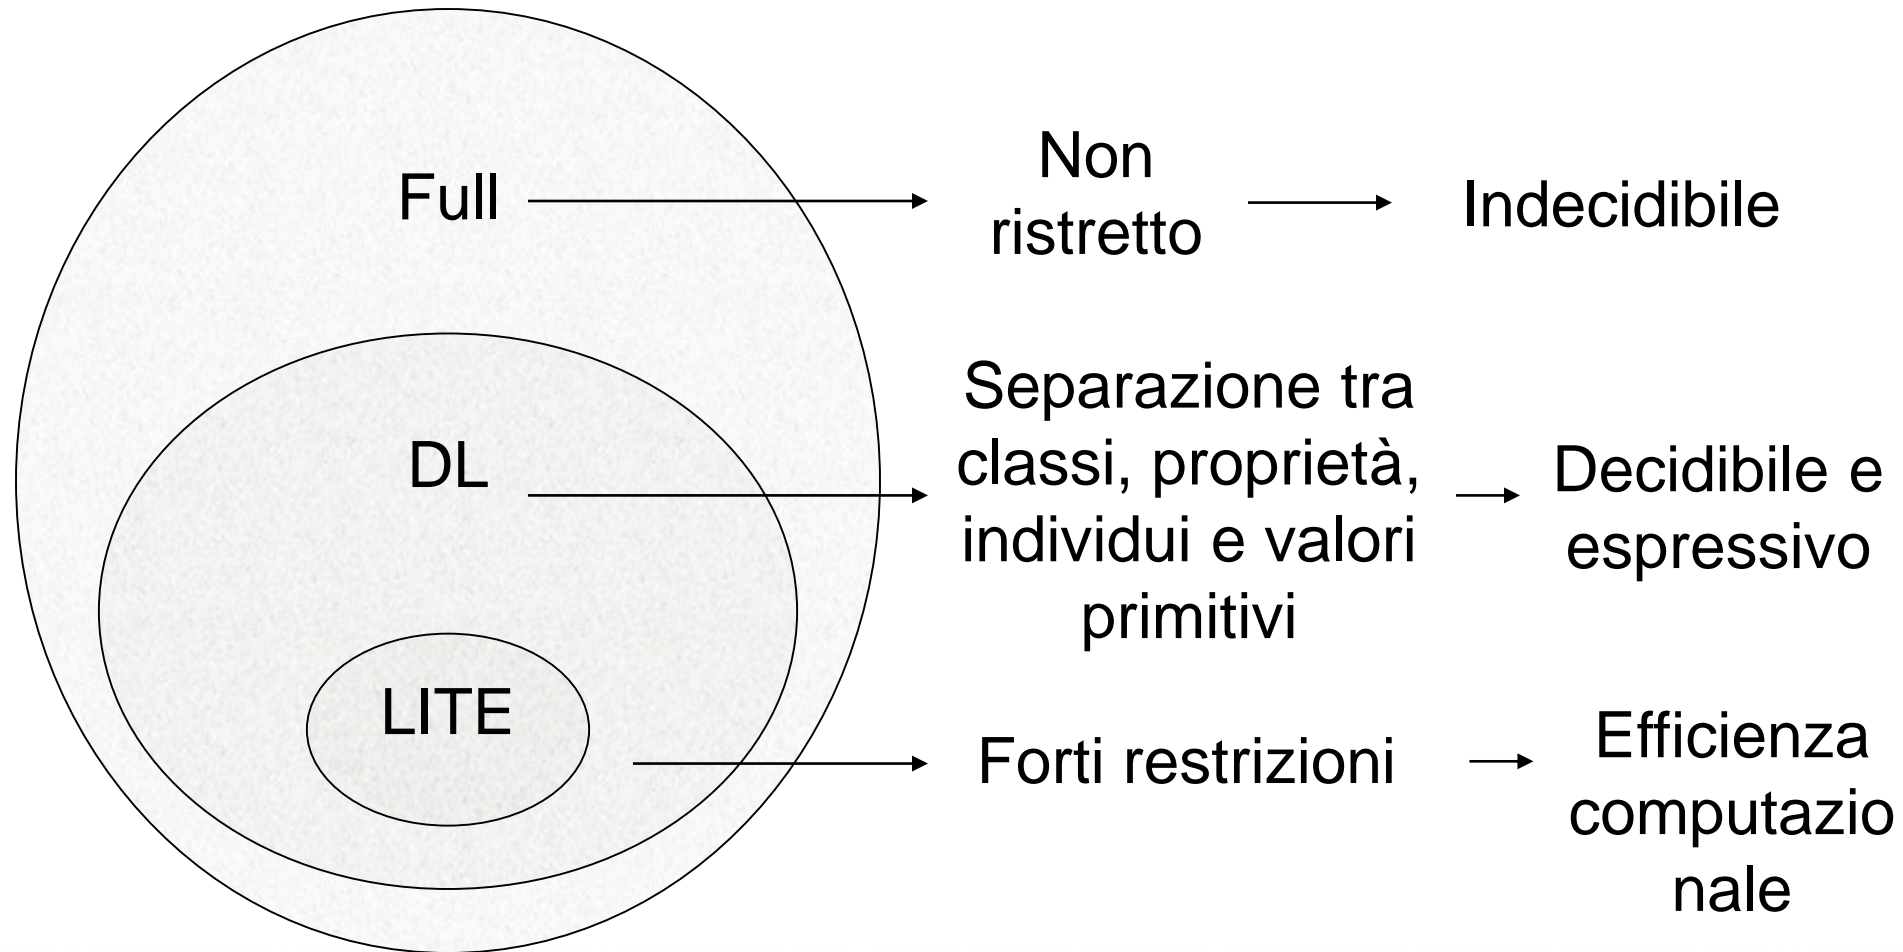 Full
Non
ristretto
Indecidibile
DL
Separazione tra
classi, proprietà,
individui e valori
primitivi
Decidibile e
espressivo
LITE
Forti restrizioni
Efficienza
computazio
nale